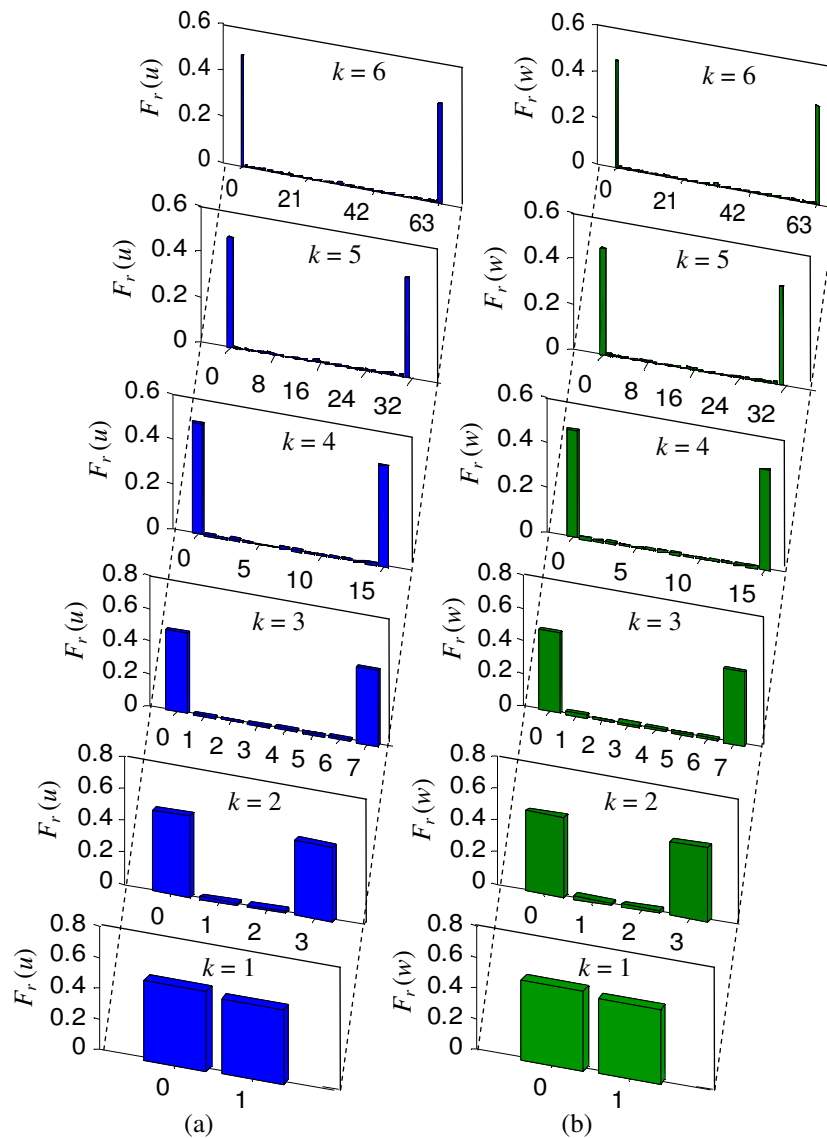 0.6
0.4
0.2
0
F_r(u)
k = 6
0 21 42 63
0.6
0.4
0.2
0
F_r(w)
k = 6
0 21 42 63
0.6
0.4
0.2
0
F_r(u)
k = 5
0 8 16 24 32
0.6
0.4
0.2
0
F_r(w)
k = 5
0 8 16 24 32
0.6
0.4
0.2
0
F_r(u)
k = 4
0 5 10 15
0.6
0.4
0.2
0
F_r(w)
k = 4
0 5 10 15
0.8
0.6
0.4
0.2
0
F_r(u)
k = 3
0 1 2 3 4 5 6 7
0.8
0.6
0.4
0.2
0
F_r(w)
k = 3
0 1 2 3 4 5 6 7
0.8
0.6
0.4
0.2
0
F_r(u)
k = 2
0 1 2 3
0.8
0.6
0.4
0.2
0
F_r(w)
k = 2
0 1 2 3
0.8
0.6
0.4
0.2
0
F_r(u)
k = 1
0 1
0.8
0.6
0.4
0.2
0
F_r(w)
k = 1
0 1
(a)
(b)